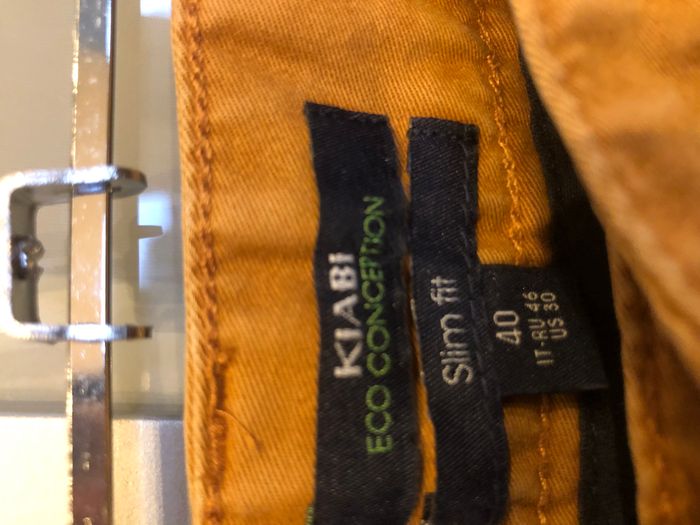 KIABI
ECO CONCEPTION
Slim fit
40
IT-RU 46
US 30